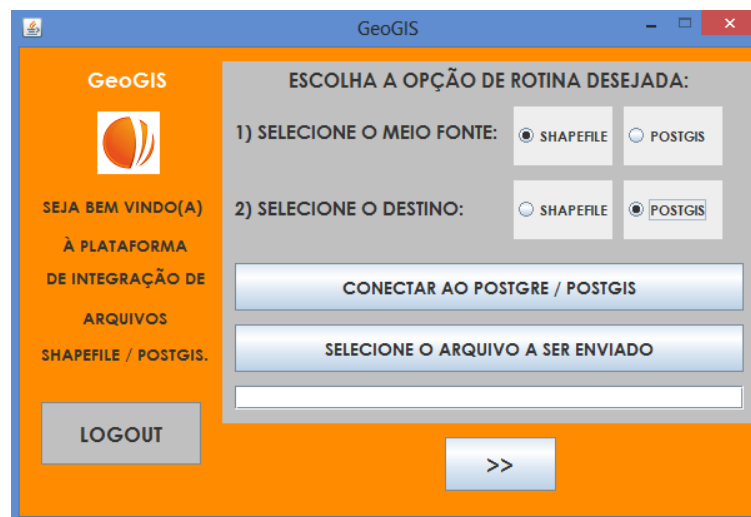 GeoGIS
GeoGIS
SEJA BEM VINDO(A)
À PLATAFORMA
DE INTEGRAÇÃO DE
ARQUIVOS
SHAPEFILE / POSTGIS.
LOGOUT
ESCOLHA A OPÇÃO DE ROTINA DESEJADA:
1) SELECIONE O MEIO FONTE: SHAPEFILE POSTGIS
2) SELECIONE O DESTINO: SHAPEFILE POSTGIS
CONECTAR AO POSTGRE / POSTGIS
SELECIONE O ARQUIVO A SER ENVIADO
>>